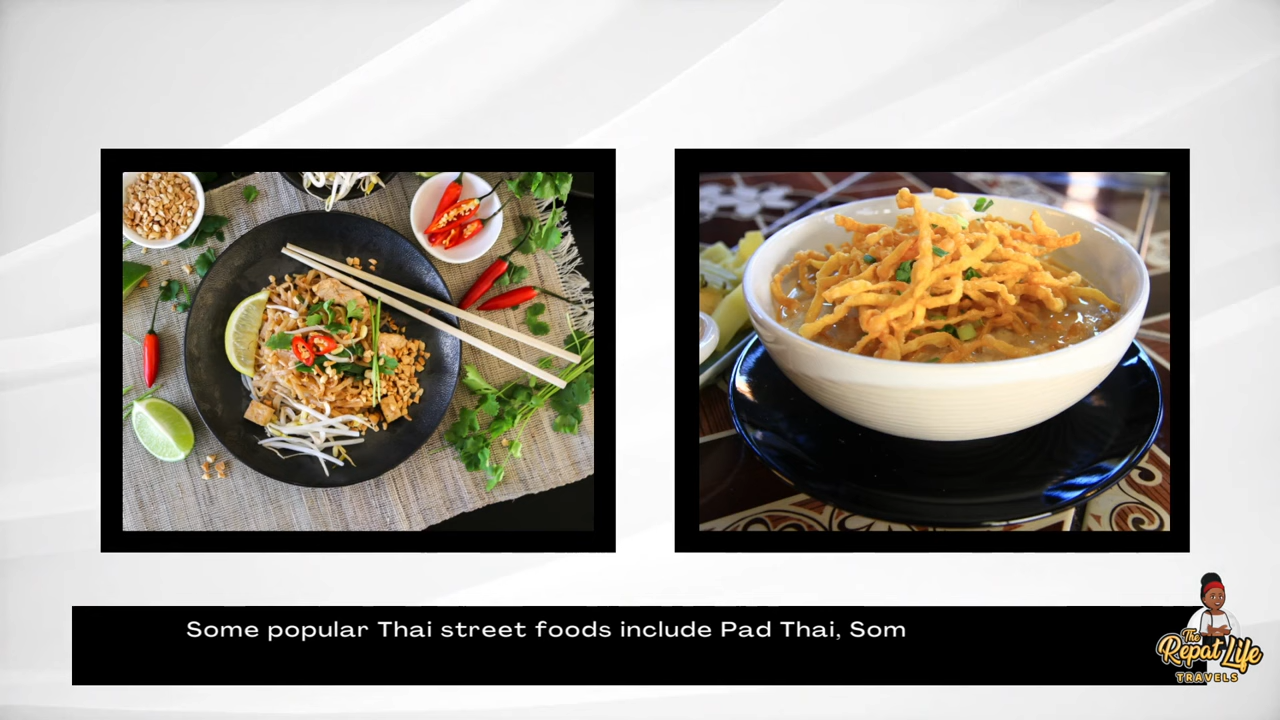 Some popular Thai street foods include Pad Thai, Som
The
Repat Life
TRAVELS